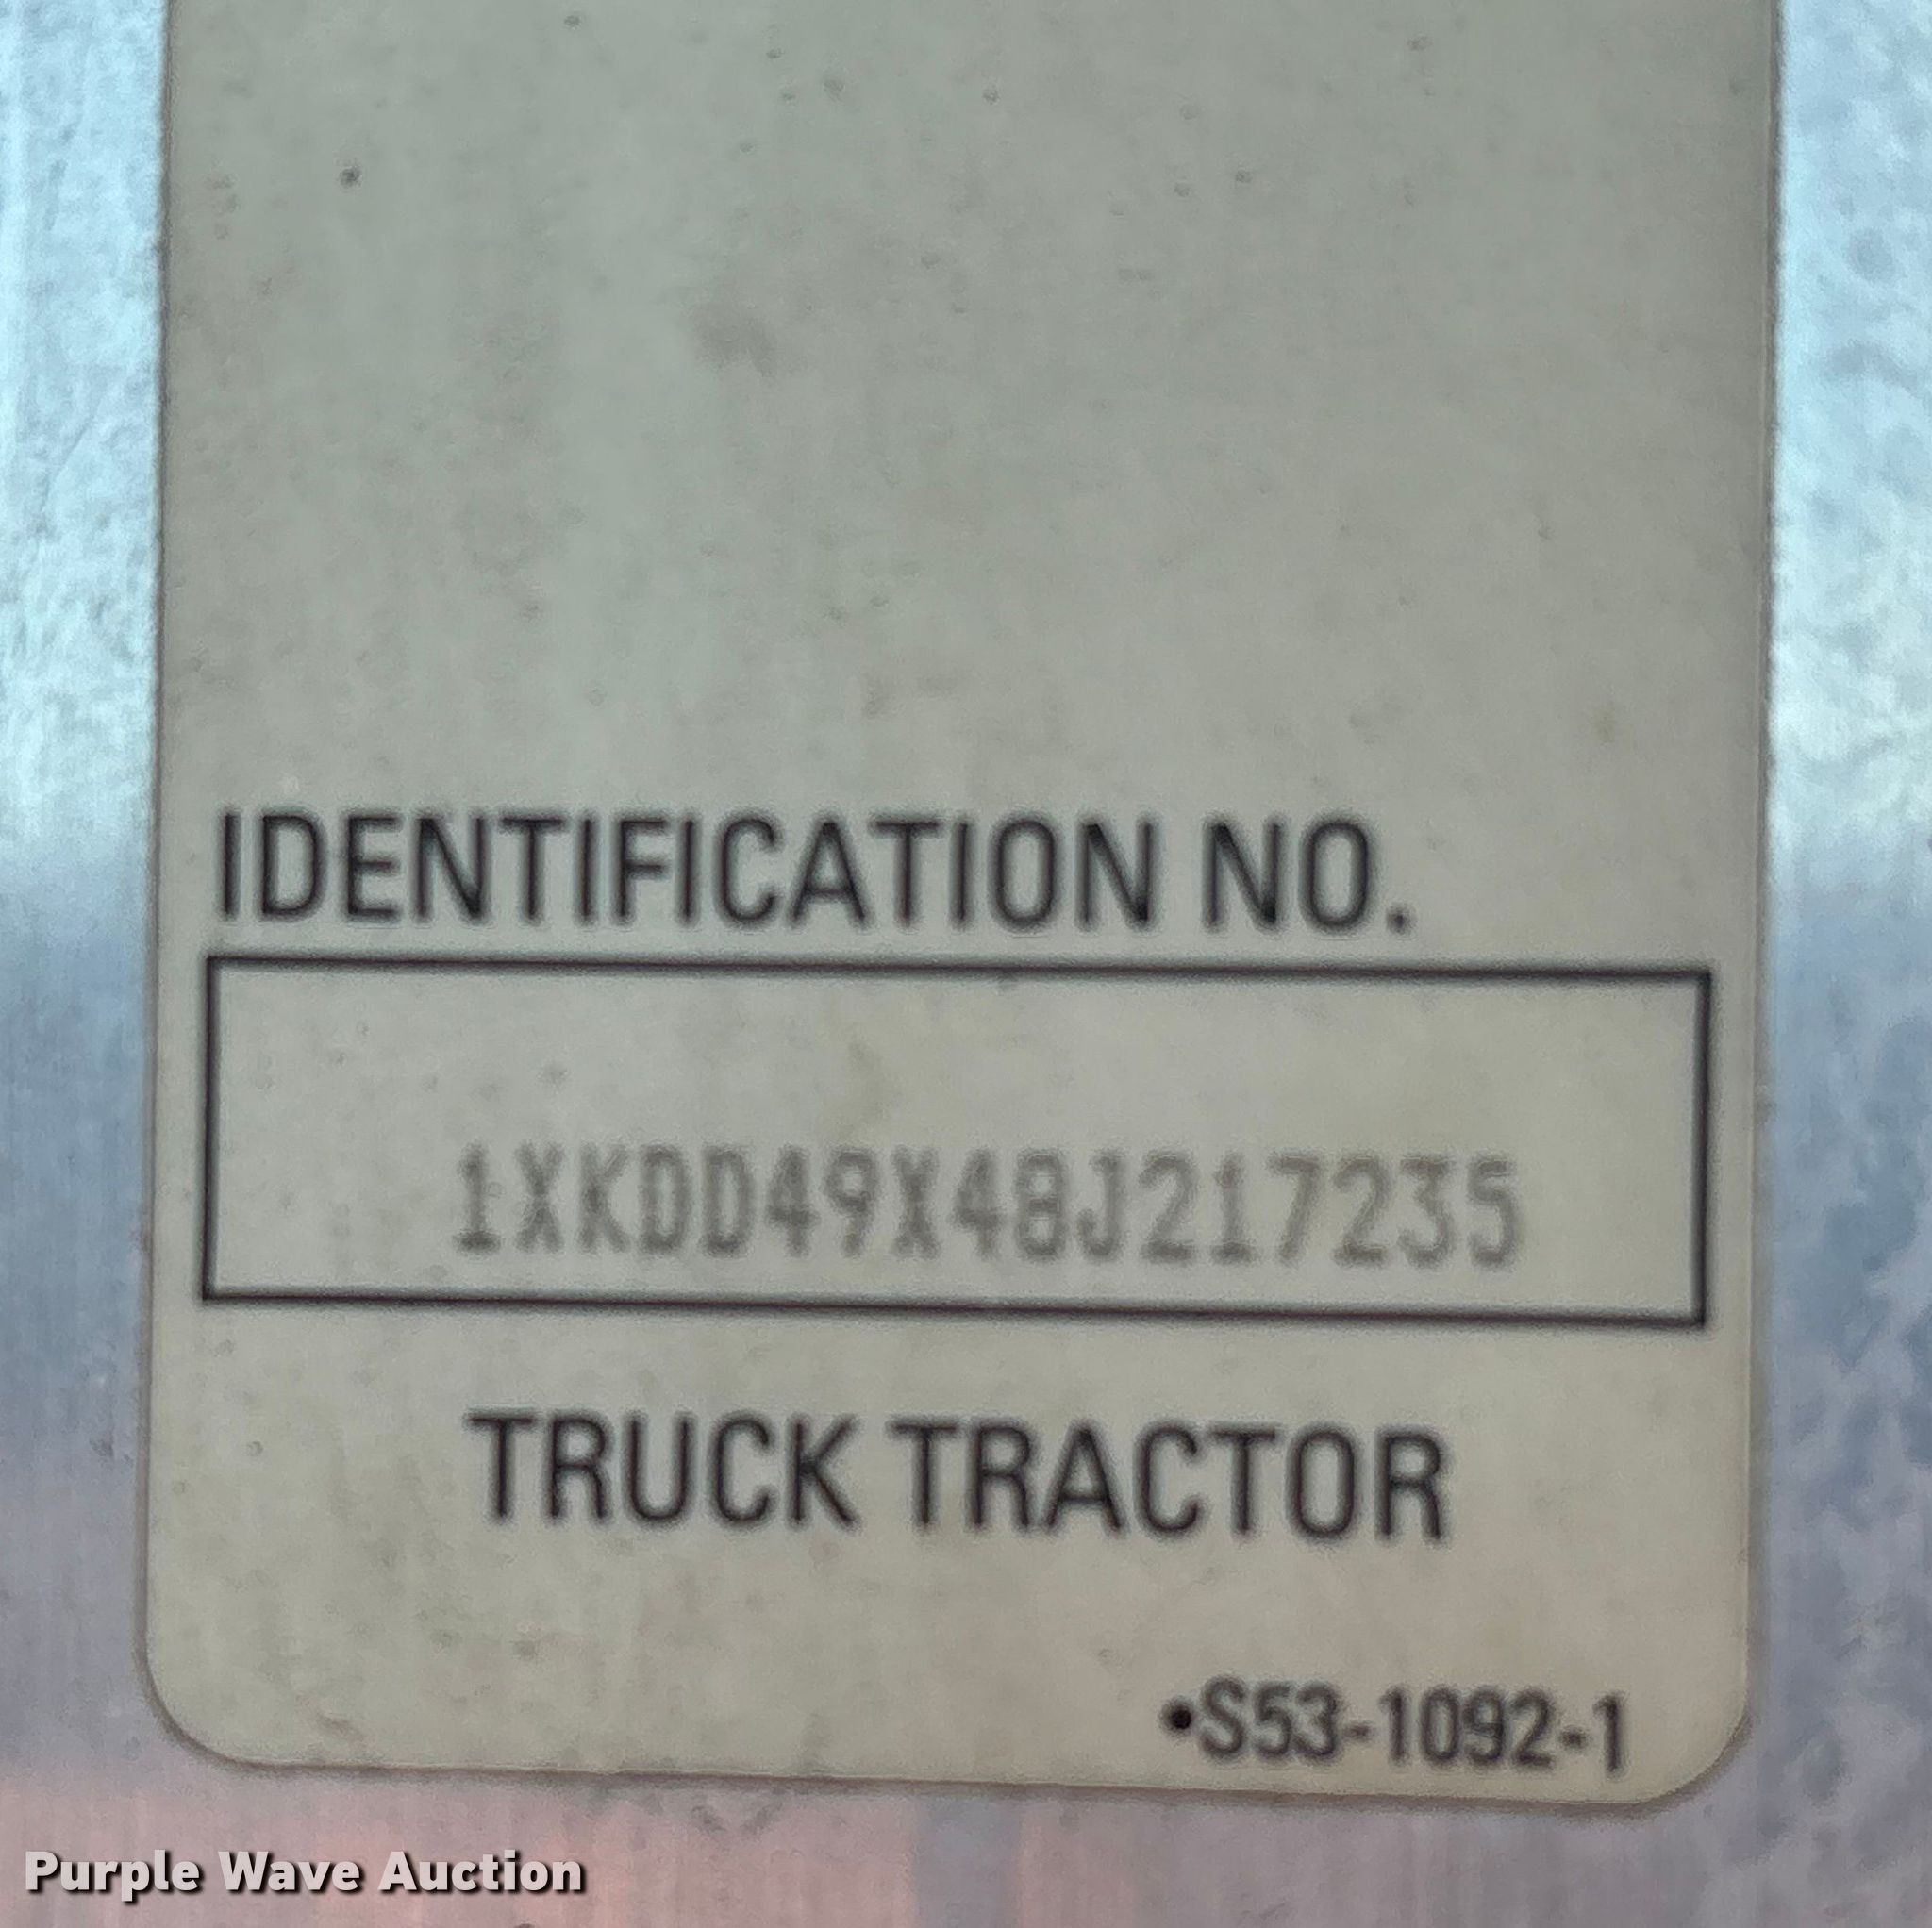 IDENTIFICATION NO.
1XKDD49X48J217235
TRUCK TRACTOR
•S53-1092-1
Purple Wave Auction